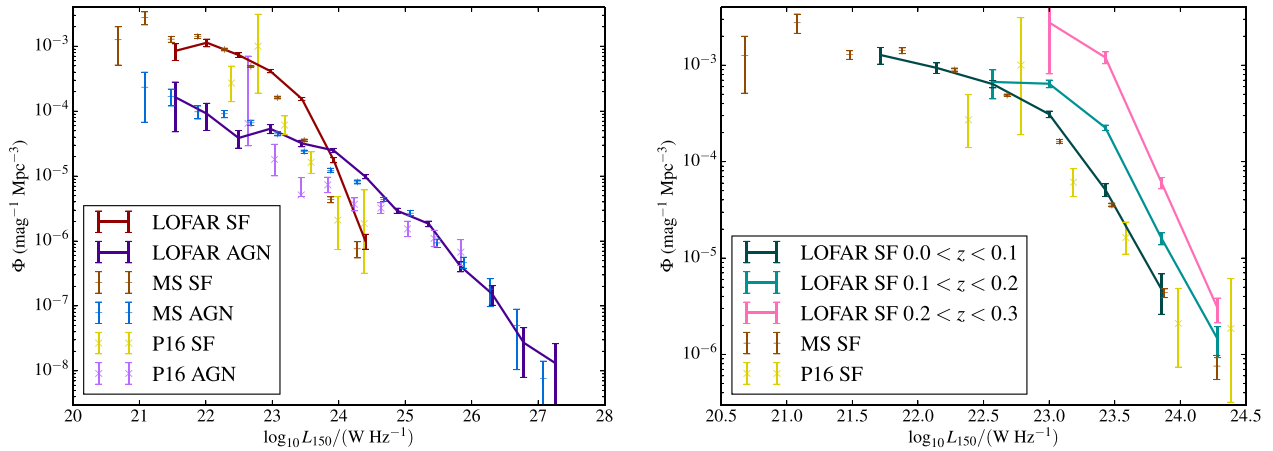 10⁻³
10⁻⁴
10⁻⁵
10⁻⁶
10⁻⁷
10⁻⁸
Φ (mag⁻¹ Mpc⁻³)
LOFAR SF
LOFAR AGN
MS SF
MS AGN
P16 SF
P16 AGN
20 21 22 23 24 25 26 27 28
log₁₀ L₁₅₀/(W Hz⁻¹)
10⁻³
10⁻⁴
10⁻⁵
10⁻⁶
Φ (mag⁻¹ Mpc⁻³)
LOFAR SF 0.0 < z < 0.1
LOFAR SF 0.1 < z < 0.2
LOFAR SF 0.2 < z < 0.3
MS SF
P16 SF
20.5 21.0 21.5 22.0 22.5 23.0 23.5 24.0 24.5
log₁₀ L₁₅₀/(W Hz⁻¹)